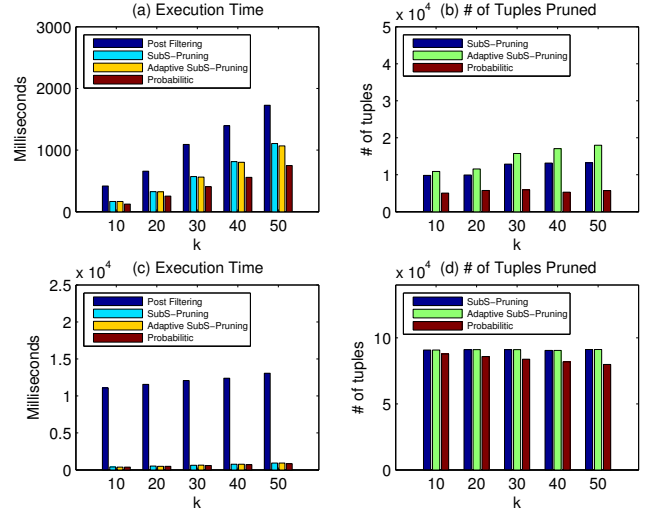 (a) Execution Time
3000
2000
1000
0
Milliseconds
Post Filtering
SubS-Pruning
Adaptive SubS-Pruning
Probabilitic
10 20 30 40 50
k
x 10^4
(b) # of Tuples Pruned
5
4
3
2
1
0
# of tuples
SubS-Pruning
Adaptive SubS-Pruning
Probabilitic
10 20 30 40 50
k
x 10^4
(c) Execution Time
2.5
2
1.5
1
0.5
0
Milliseconds
Post Filtering
SubS-Pruning
Adaptive SubS-Pruning
Probabilitic
10 20 30 40 50
k
x 10^4
(d) # of Tuples Pruned
10
5
0
# of tuples
SubS-Pruning
Adaptive SubS-Pruning
Probabilitic
10 20 30 40 50
k